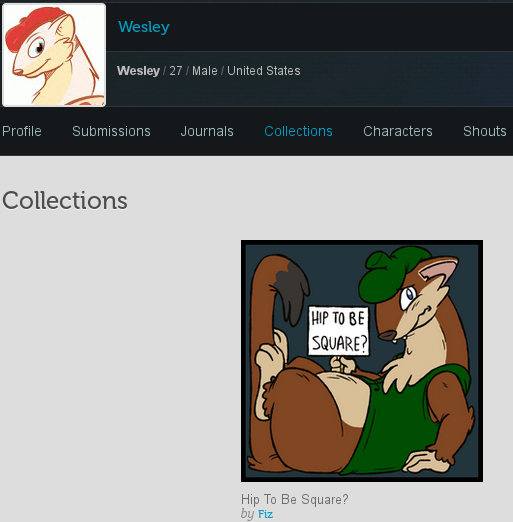 Wesley
Wesley / 27 / Male / United States
Profile Submissions Journals Collections Characters Shouts
Collections
HIP TO BE
SQUARE?
Hip To Be Square?
by Fiz